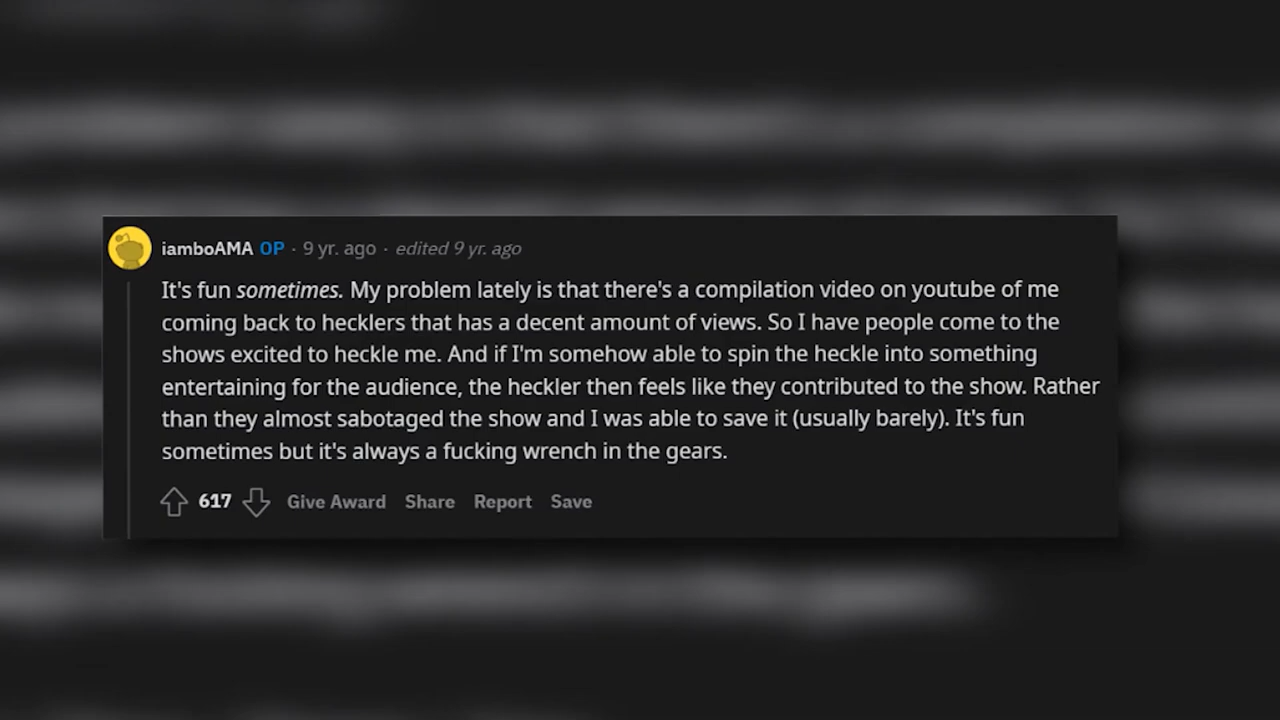 iamboAMA OP · 9 yr. ago · edited 9 yr. ago
It's fun sometimes. My problem lately is that there's a compilation video on youtube of me
coming back to hecklers that has a decent amount of views. So I have people come to the
shows excited to heckle me. And if I'm somehow able to spin the heckle into something
entertaining for the audience, the heckler then feels like they contributed to the show. Rather
than they almost sabotaged the show and I was able to save it (usually barely). It's fun
sometimes but it's always a fucking wrench in the gears.
617 Give Award Share Report Save